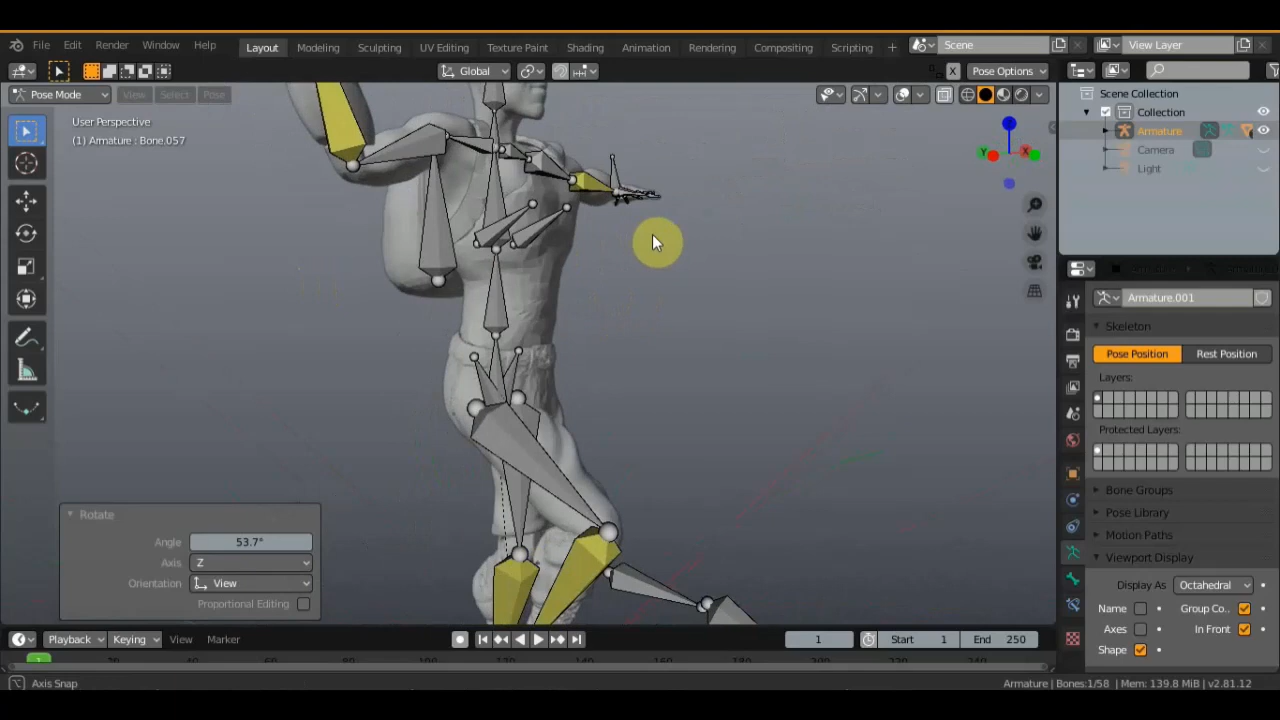 File Edit Render Window Help Layout Modeling Sculpting UV Editing Texture Paint Shading Animation Rendering Compositing Scripting + Scene View Layer
Global X Pose Options
Pose Mode View Select Pose
User Perspective
(1) Armature : Bone.057
X
Y
Scene Collection
Collection
Armature
Camera
Light
Armature.001
Skeleton
Pose Position Rest Position
Layers:
Protected Layers:
Bone Groups
Pose Library
Motion Paths
Viewport Display
Display As Octahedral
Name Group Co..
Axes In Front
Shape
Rotate
Angle 53.7°
Axis Z
Orientation View
Proportional Editing
Playback Keying View Marker 1 Start 1 End 250
1
Axis Snap Armature | Bones:1/58 | Mem: 139.8 MiB | v2.81.12